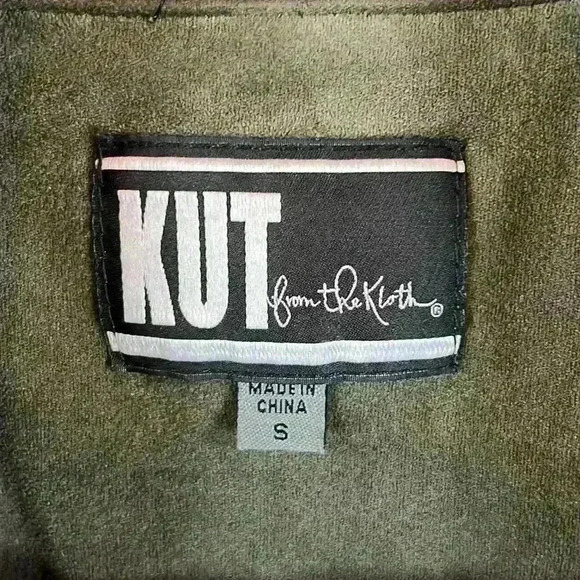 KUT from the Kloth®
MADE IN
CHINA
S